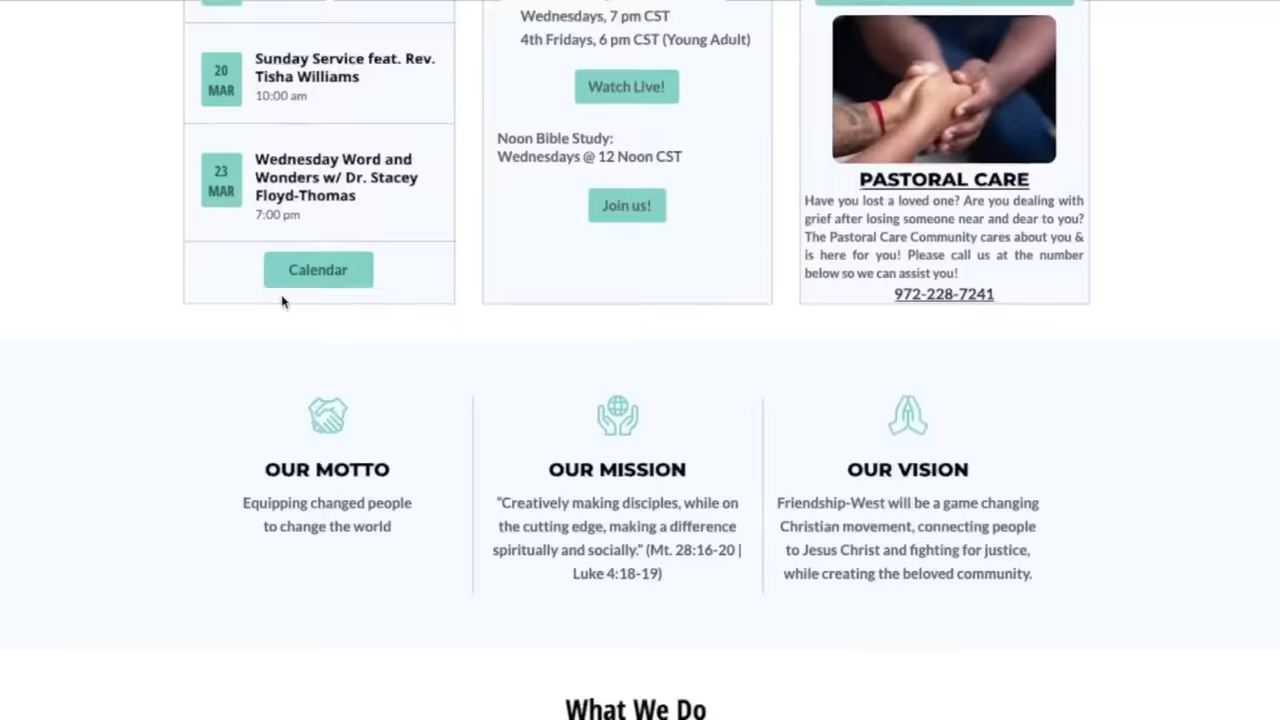 Sunday Service feat. Rev.
Tisha Williams
10:00 am
20
MAR
Wednesday Word and
Wonders w/ Dr. Stacey
Floyd-Thomas
7:00 pm
23
MAR
Calendar
Wednesdays, 7 pm CST
4th Fridays, 6 pm CST (Young Adult)
Watch Live!
Noon Bible Study:
Wednesdays @ 12 Noon CST
Join us!
PASTORAL CARE
Have you lost a loved one? Are you dealing with
grief after losing someone near and dear to you?
The Pastoral Care Community cares about you &
is here for you! Please call us at the number
below so we can assist you!
972-228-7241
OUR MOTTO
Equipping changed people
to change the world
OUR MISSION
“Creatively making disciples, while on
the cutting edge, making a difference
spiritually and socially.” (Mt. 28:16-20 |
Luke 4:18-19)
OUR VISION
Friendship-West will be a game changing
Christian movement, connecting people
to Jesus Christ and fighting for justice,
while creating the beloved community.
What We Do